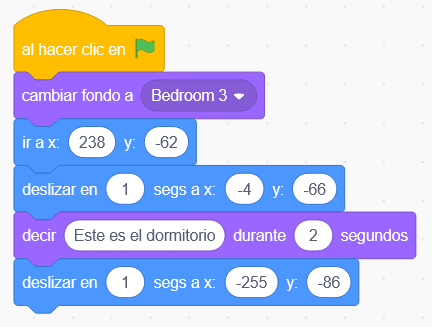 al hacer clic en
cambiar fondo a Bedroom 3
ir a x: 238 y: -62
deslizar en 1 segs a x: -4 y: -66
decir Este es el dormitorio durante 2 segundos
deslizar en 1 segs a x: -255 y: -86